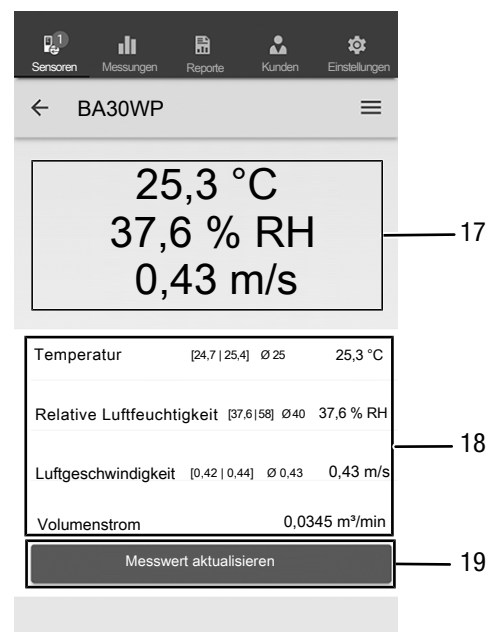 1
Sensoren Messungen Reporte Kunden Einstellungen
← BA30WP
25,3 °C
37,6 % RH
0,43 m/s
17
Temperatur [24,7 | 25,4] Ø 25 25,3 °C
Relative Luftfeuchtigkeit [37,6|58] Ø40 37,6 % RH
18
Luftgeschwindigkeit [0,42 | 0,44] Ø 0,43 0,43 m/s
Volumenstrom 0,0345 m³/min
Messwert aktualisieren 19